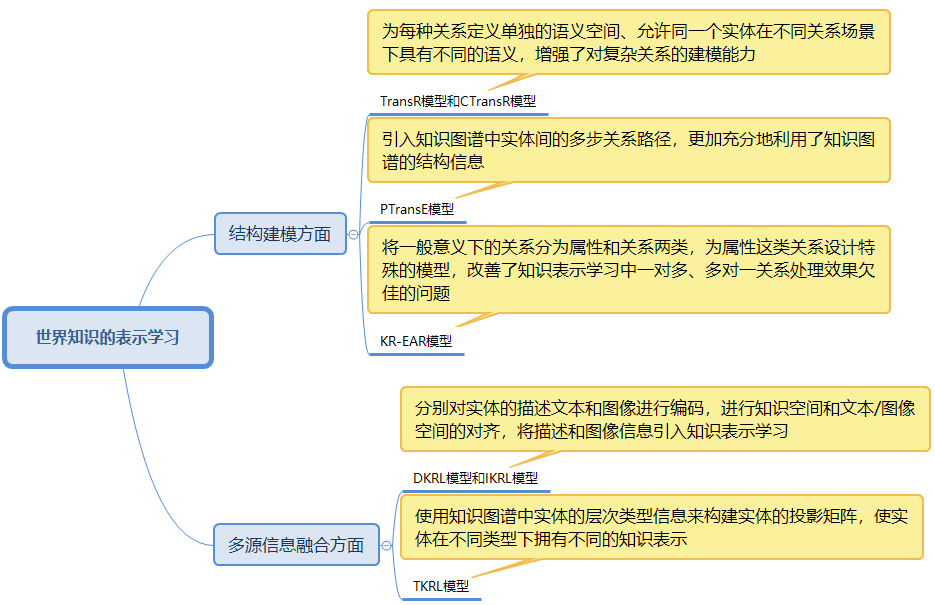 为每种关系定义单独的语义空间、允许同一个实体在不同关系场景
下具有不同的语义，增强了对复杂关系的建模能力
TransR模型和CTransR模型
引入知识图谱中实体间的多步关系路径，更加充分地利用了知识图
谱的结构信息
PTransE模型
结构建模方面
将一般意义下的关系分为属性和关系两类，为属性这类关系设计特
殊的模型，改善了知识表示学习中一对多、多对一关系处理效果欠
佳的问题
KR-EAR模型
世界知识的表示学习
分别对实体的描述文本和图像进行编码，进行知识空间和文本/图像
空间的对齐，将描述和图像信息引入知识表示学习
DKRL模型和IKRL模型
使用知识图谱中实体的层次类型信息来构建实体的投影矩阵，使实
体在不同类型下拥有不同的知识表示
多源信息融合方面
TKRL模型